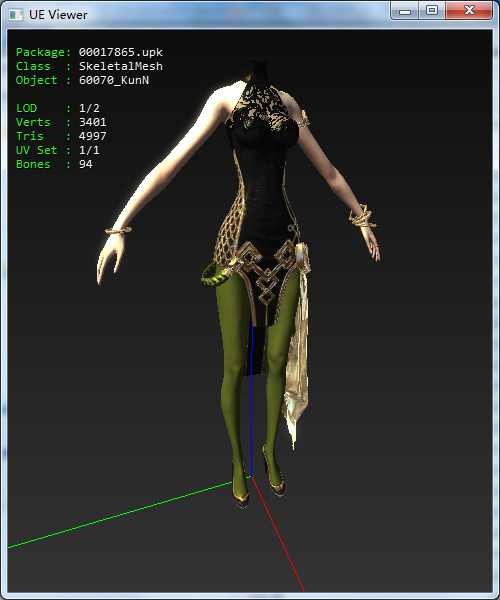 UE Viewer
Package: 00017865.upk
Class  : SkeletalMesh
Object : 60070_KunN
LOD    : 1/2
Verts  : 3401
Tris   : 4997
UV Set : 1/1
Bones  : 94